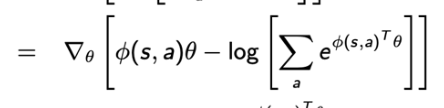 = ∇_θ [ϕ(s, a)θ − log [∑_a e^{ϕ(s,a)^T θ}]]